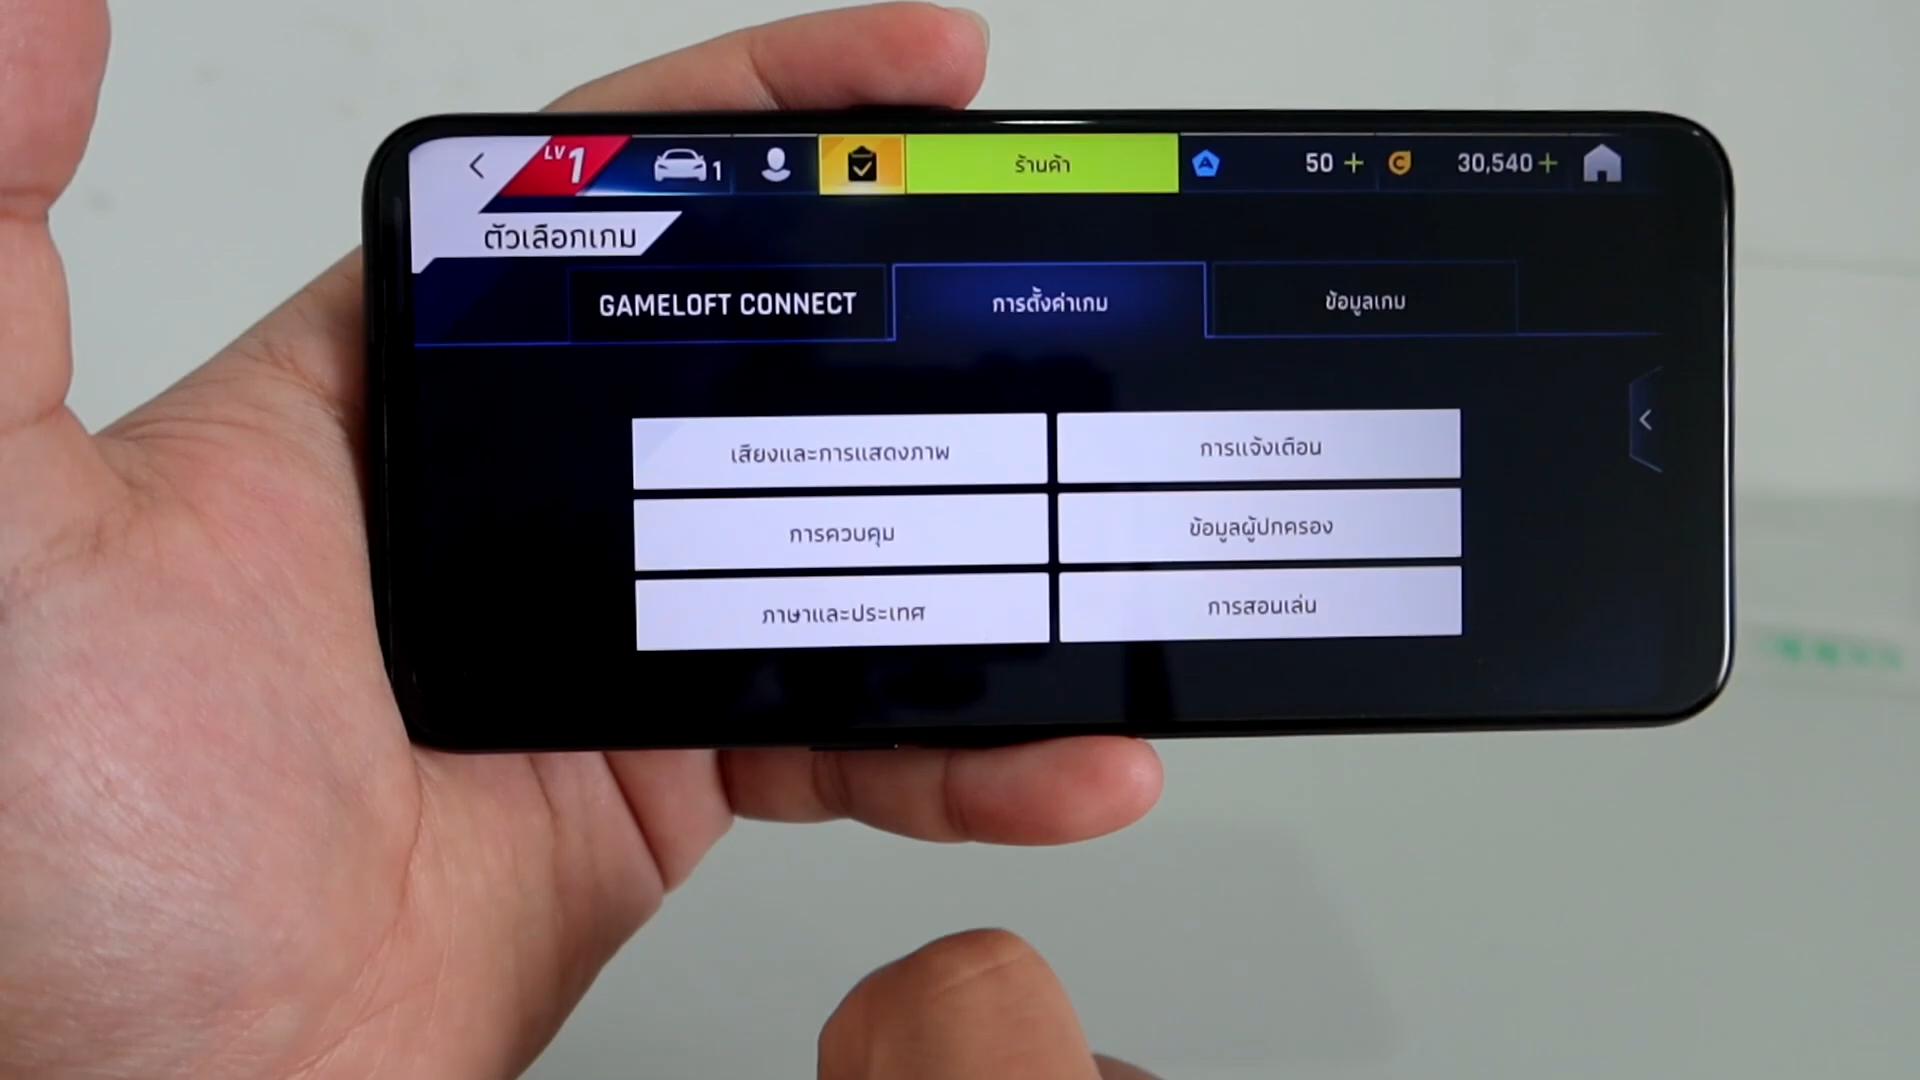 LV 1
1
ร้านค้า
50 +
30,540 +
ตัวเลือกเกม
GAMELOFT CONNECT
การตั้งค่าเกม
ข้อมูลเกม
เสียงและการแสดงภาพ
การแจ้งเตือน
การควบคุม
ข้อมูลผู้ปกครอง
ภาษาและประเทศ
การสอนเล่น